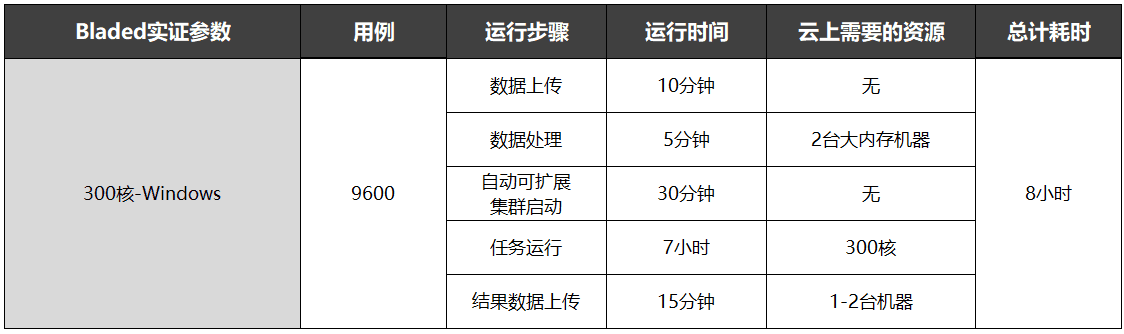 Bladed实证参数
用例
运行步骤
运行时间
云上需要的资源
总计耗时
300核-Windows
9600
数据上传
10分钟
无
8小时
数据处理
5分钟
2台大内存机器
自动可扩展
集群启动
30分钟
无
任务运行
7小时
300核
结果数据上传
15分钟
1-2台机器